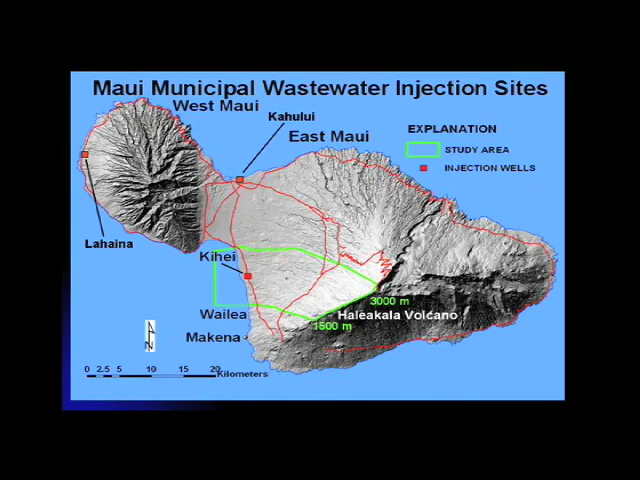 Maui Municipal Wastewater Injection Sites
West Maui
Kahului
East Maui
EXPLANATION
STUDY AREA
INJECTION WELLS
Lahaina
Kihei
3000 m
Haleakala Volcano
Wailea
1500 m
Makena
N
0 2.5 5 10 15 20
Kilometers